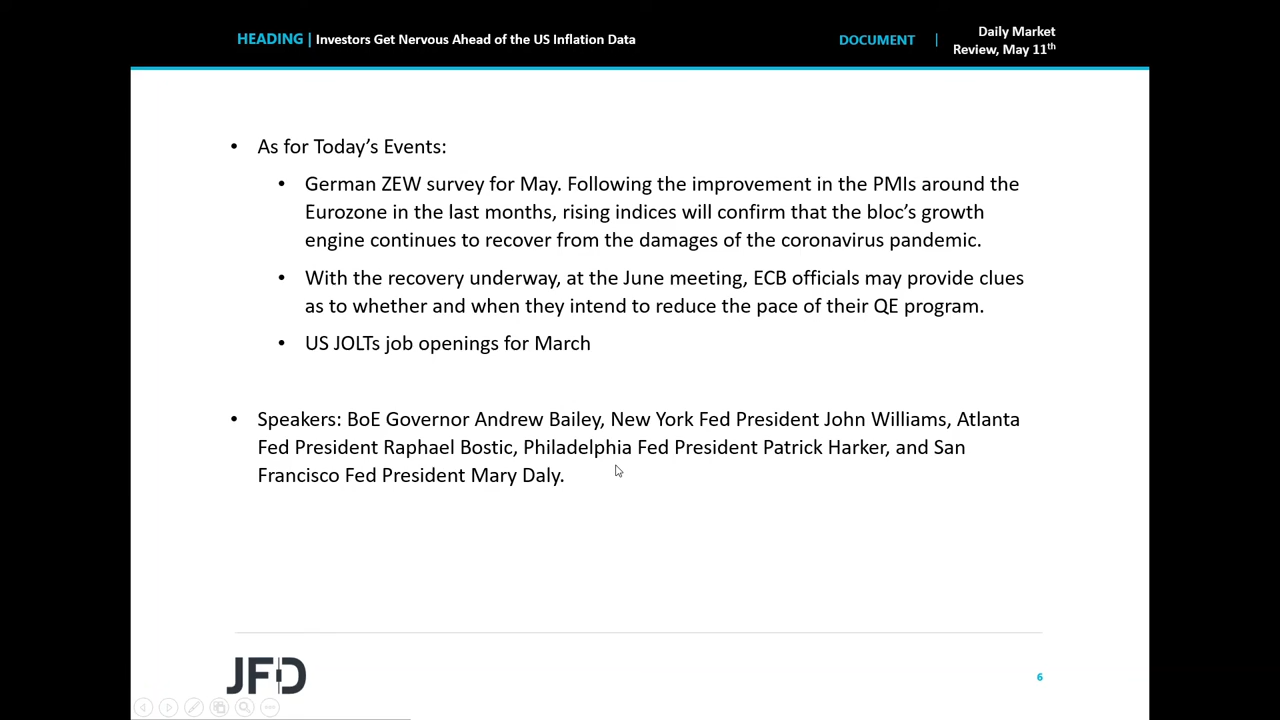 HEADING | Investors Get Nervous Ahead of the US Inflation Data
DOCUMENT | Daily Market
Review, May 11th
• As for Today's Events:
• German ZEW survey for May. Following the improvement in the PMIs around the
Eurozone in the last months, rising indices will confirm that the bloc's growth
engine continues to recover from the damages of the coronavirus pandemic.
• With the recovery underway, at the June meeting, ECB officials may provide clues
as to whether and when they intend to reduce the pace of their QE program.
• US JOLTs job openings for March
• Speakers: BoE Governor Andrew Bailey, New York Fed President John Williams, Atlanta
Fed President Raphael Bostic, Philadelphia Fed President Patrick Harker, and San
Francisco Fed President Mary Daly.
JFD
6